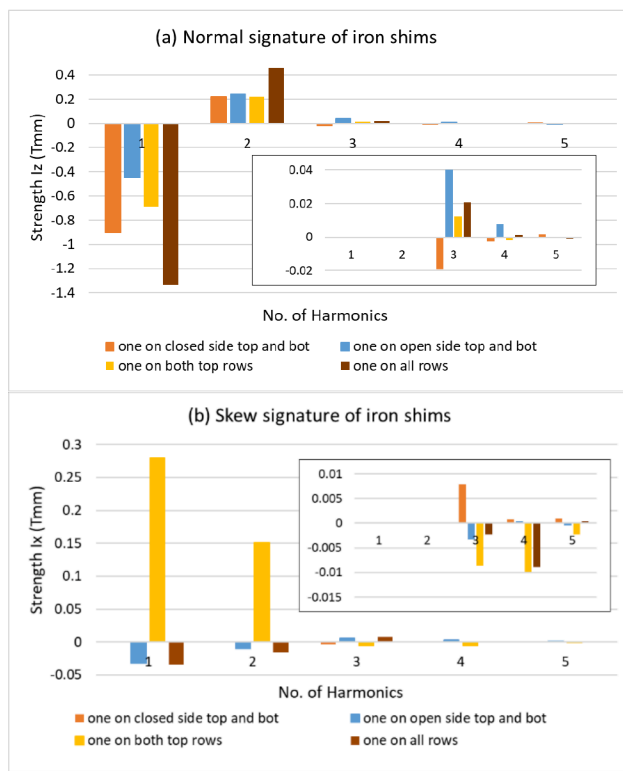 (a) Normal signature of iron shims
0.4
0.2
0
-0.2
-0.4
-0.6
-0.8
-1
-1.2
-1.4
Strength Iz (Tmm)
1 2 3 4 5
0.04
0.02
0
-0.02
1 2 3 4 5
No. of Harmonics
one on closed side top and bot
one on open side top and bot
one on both top rows
one on all rows
(b) Skew signature of iron shims
0.3
0.25
0.2
0.15
0.1
0.05
0
-0.05
Strength Ix (Tmm)
0.01
0.005
0
-0.005
-0.01
-0.015
1 2 3 4 5
1 2 3 4 5
No. of Harmonics
one on closed side top and bot
one on open side top and bot
one on both top rows
one on all rows